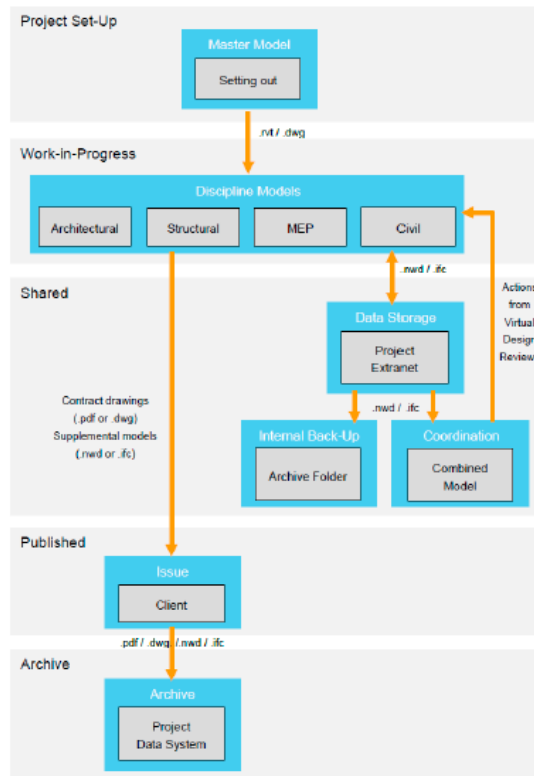 Project Set-Up
Master Model
Setting out
.rvt / .dwg
Work-in-Progress
Discipline Models
Architectural
Structural
MEP
Civil
.nwd / .ifc
Shared
Actions
from
Virtual
Design
Review
Data Storage
Project
Extranet
Contract drawings
(.pdf or .dwg)
Supplemental models
(.nwd or .ifc)
.nwd / .ifc
Internal Back-Up
Archive Folder
Coordination
Combined
Model
Published
Issue
Client
.pdf / .dwg / .nwd / .ifc
Archive
Archive
Project
Data System